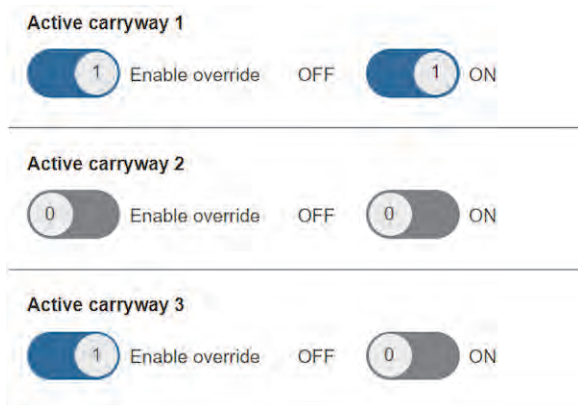 Active carryway 1
1 Enable override OFF 1 ON
Active carryway 2
0 Enable override OFF 0 ON
Active carryway 3
1 Enable override OFF 0 ON